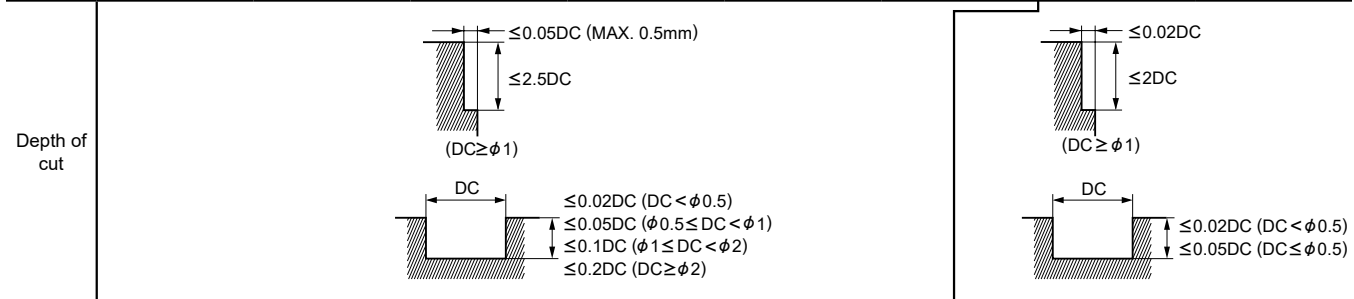 Depth of
cut
≤0.05DC (MAX. 0.5mm)
≤2.5DC
(DC≥ϕ1)
DC
≤0.02DC (DC<ϕ0.5)
≤0.05DC (ϕ0.5≤DC<ϕ1)
≤0.1DC (ϕ1≤DC<ϕ2)
≤0.2DC (DC≥ϕ2)
≤0.02DC
≤2DC
(DC≥ϕ1)
DC
≤0.02DC (DC<ϕ0.5)
≤0.05DC (DC≤ϕ0.5)